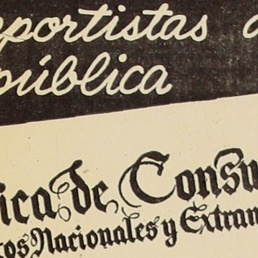 portistas
pública
ica de Consu
os Nacionales y Extran